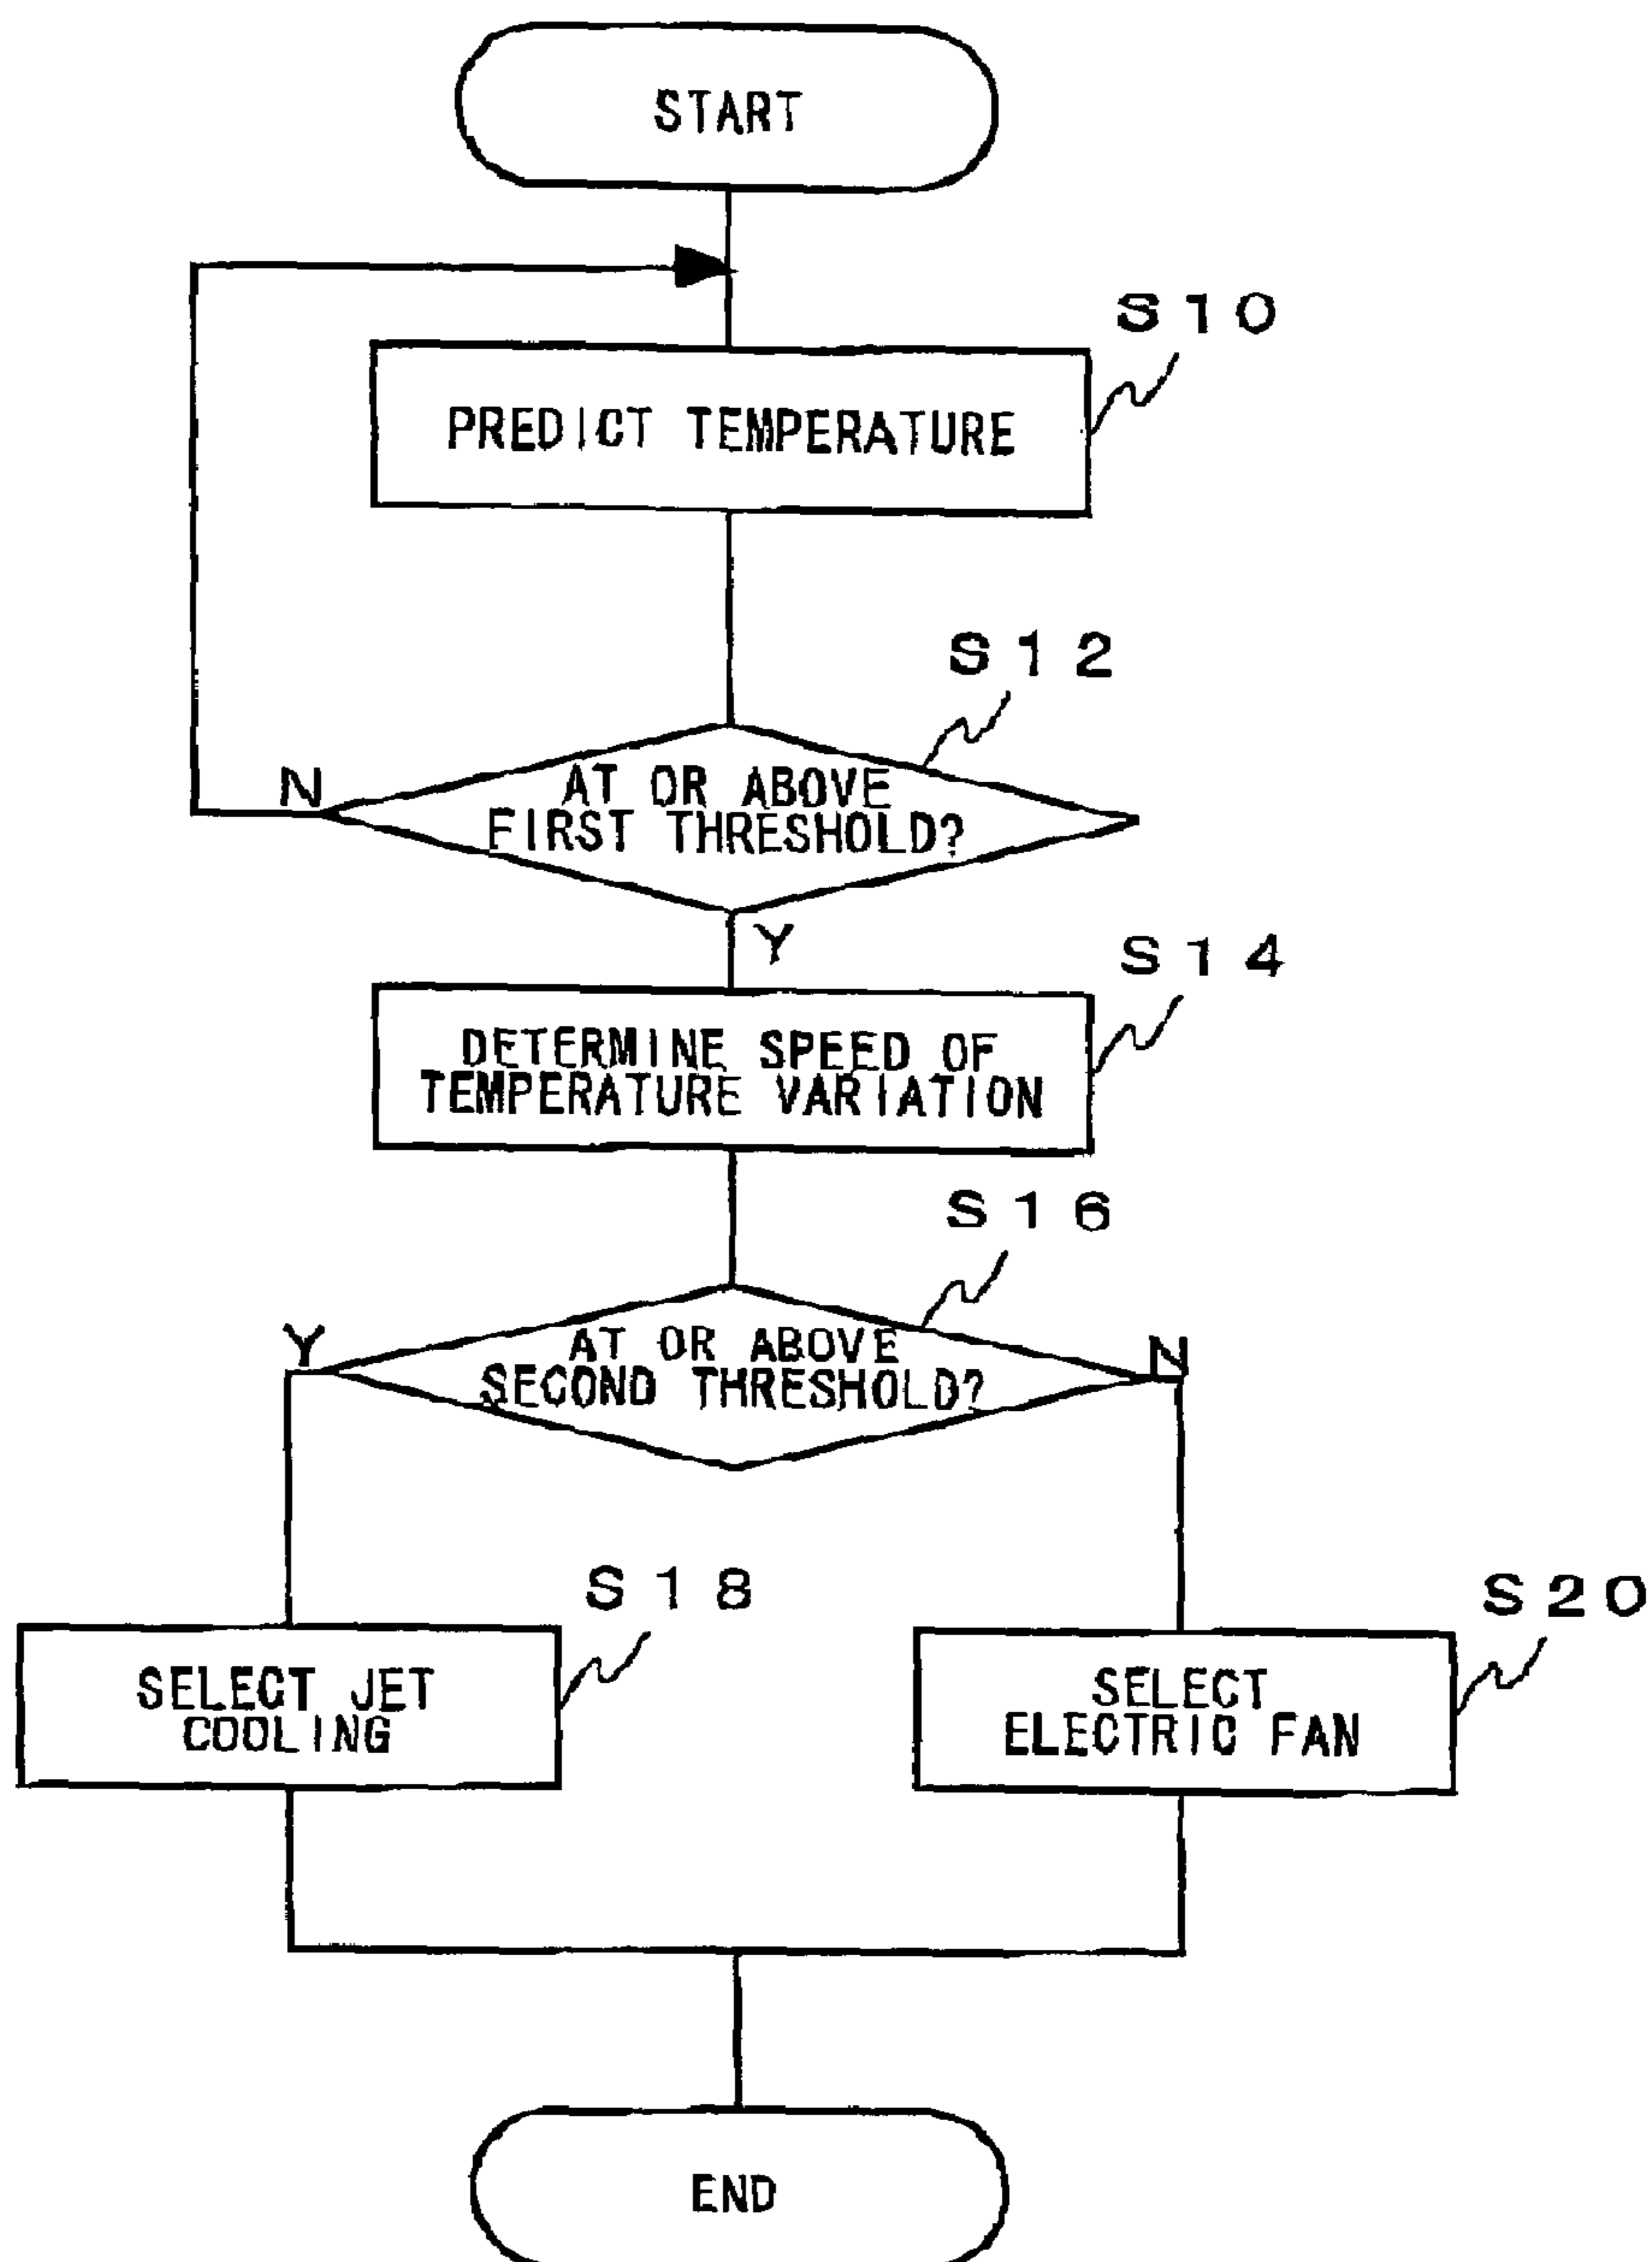 START
S10
PREDICT TEMPERATURE
S12
AT OR ABOVE
FIRST THRESHOLD?
N
Y
S14
DETERMINE SPEED OF
TEMPERATURE VARIATION
S16
AT OR ABOVE
SECOND THRESHOLD?
Y
N
S18
SELECT JET
COOLING
S20
SELECT
ELECTRIC FAN
END